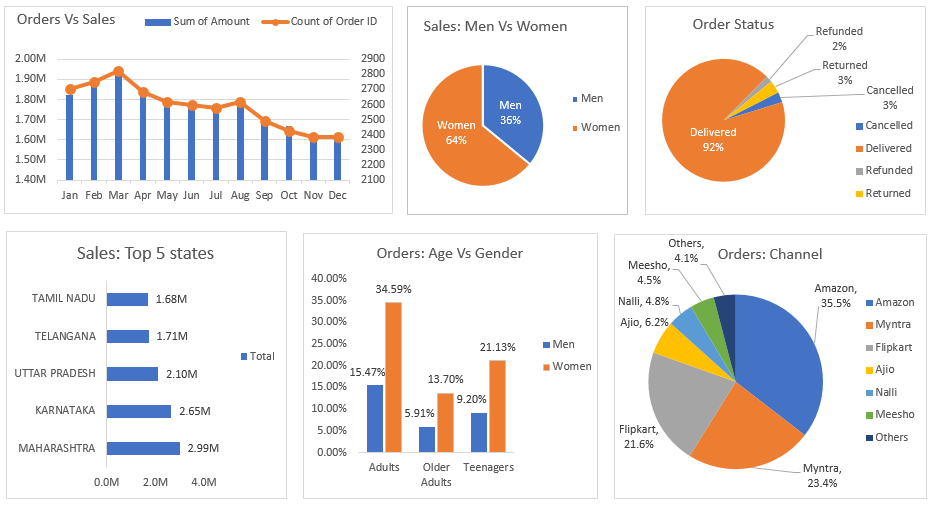 Orders Vs Sales
Sum of Amount
Count of Order ID
2.00M
1.90M
1.80M
1.70M
1.60M
1.50M
1.40M
2900
2800
2700
2600
2500
2400
2300
2200
2100
Jan Feb Mar Apr May Jun Jul Aug Sep Oct Nov Dec
Sales: Men Vs Women
Men
36%
Women
64%
Men
Women
Order Status
Refunded
2%
Returned
3%
Cancelled
3%
Delivered
92%
Cancelled
Delivered
Refunded
Returned
Sales: Top 5 states
TAMIL NADU 1.68M
TELANGANA 1.71M
UTTAR PRADESH 2.10M
KARNATAKA 2.65M
MAHARASHTRA 2.99M
0.0M 2.0M 4.0M
Total
Orders: Age Vs Gender
40.00%
35.00%
30.00%
25.00%
20.00%
15.00%
10.00%
5.00%
0.00%
34.59%
15.47%
13.70%
5.91%
21.13%
9.20%
Adults
Older
Adults
Teenagers
Men
Women
Orders: Channel
Others,
4.1%
Meesho,
4.5%
Nalli, 4.8%
Ajio, 6.2%
Flipkart,
21.6%
Myntra,
23.4%
Amazon,
35.5%
Amazon
Myntra
Flipkart
Ajio
Nalli
Meesho
Others